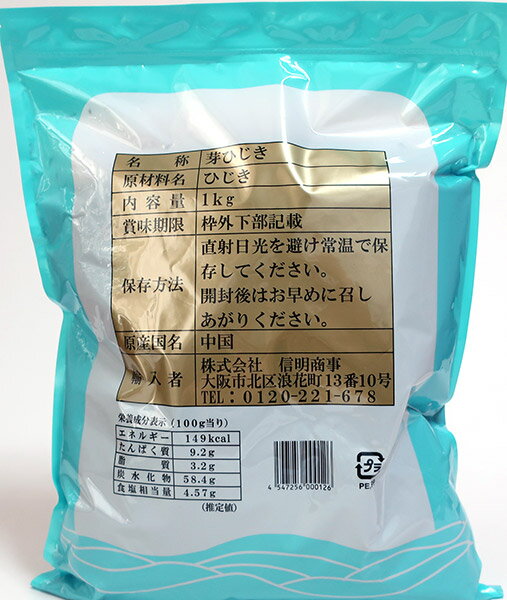 名称 芽ひじき
原材料名 ひじき
内容量 1kg
賞味期限 枠外下部記載
保存方法 直射日光を避け常温で保
存してください。
開封後はお早めに召し
あがりください。
原産国名 中国
輸入者 株式会社 信明商事
大阪市北区浪花町13番10号
TEL: 0120-221-678
栄養成分表示(100g当り)
エネルギー 149kcal
たんぱく質 9.2g
脂質 3.2g
炭水化物 58.4g
食塩相当量 4.57g
(推定値)
4 547256 000126
プラ